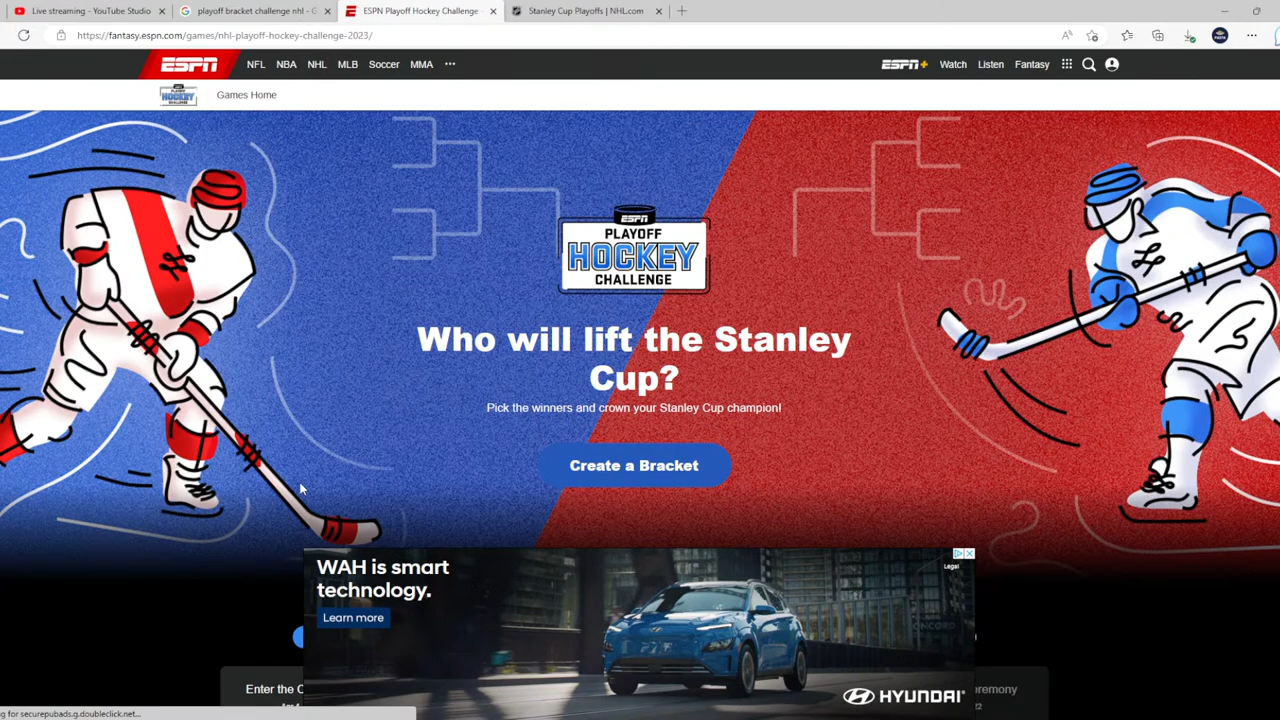 Live streaming - YouTube Studio
playoff bracket challenge nhl - G
ESPN Playoff Hockey Challenge -
Stanley Cup Playoffs | NHL.com
https://fantasy.espn.com/games/nhl-playoff-hockey-challenge-2023/
ESPN NFL NBA NHL MLB Soccer MMA ESPN+ Watch Listen Fantasy
Games Home
ESPN
PLAYOFF
HOCKEY
CHALLENGE
Who will lift the Stanley
Cup?
Pick the winners and crown your Stanley Cup champion!
Create a Bracket
WAH is smart
technology.
Learn more
Legal
HYUNDAI
Enter the C
emony
g for securepubads.g.doubleclick.net...